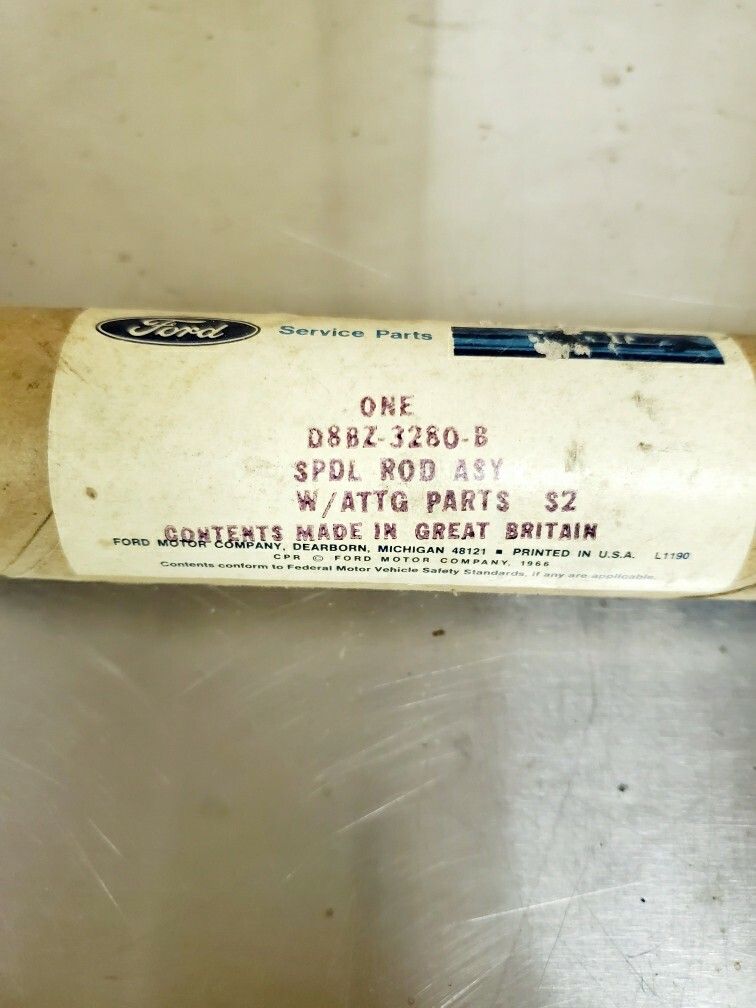 Ford Service Parts
ONE
D8BZ-3280-B
SPDL ROD ASY
W/ATTG PARTS S2
CONTENTS MADE IN GREAT BRITAIN
FORD MOTOR COMPANY, DEARBORN, MICHIGAN 48121 ■ PRINTED IN U.S.A. L1190
CPR © FORD MOTOR COMPANY, 1966
Contents conform to Federal Motor Vehicle Safety Standards, if any are applicable.